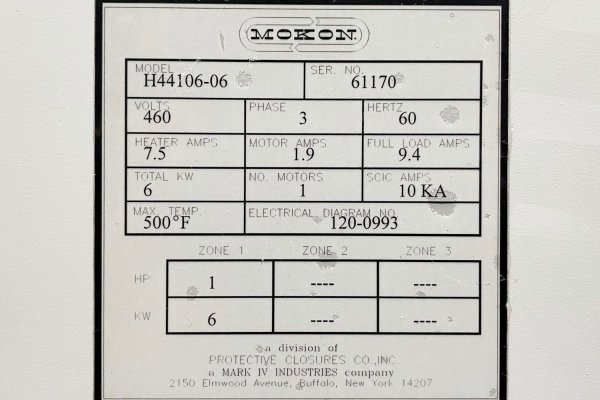 MOKON
MODEL SER. NO.
H44106-06 61170
VOLTS PHASE HERTZ
460 3 60
HEATER AMPS MOTOR AMPS FULL LOAD AMPS
7.5 1.9 9.4
TOTAL KW NO. MOTORS SCIC AMPS
6 1 10 KA
MAX. TEMP. ELECTRICAL DIAGRAM NO.
500°F 120-0993
ZONE 1 ZONE 2 ZONE 3
HP 1 ---- ----
KW 6 ---- ----
a division of
PROTECTIVE CLOSURES CO.,INC.
a MARK IV INDUSTRIES company
2150 Elmwood Avenue, Buffalo, New York 14207